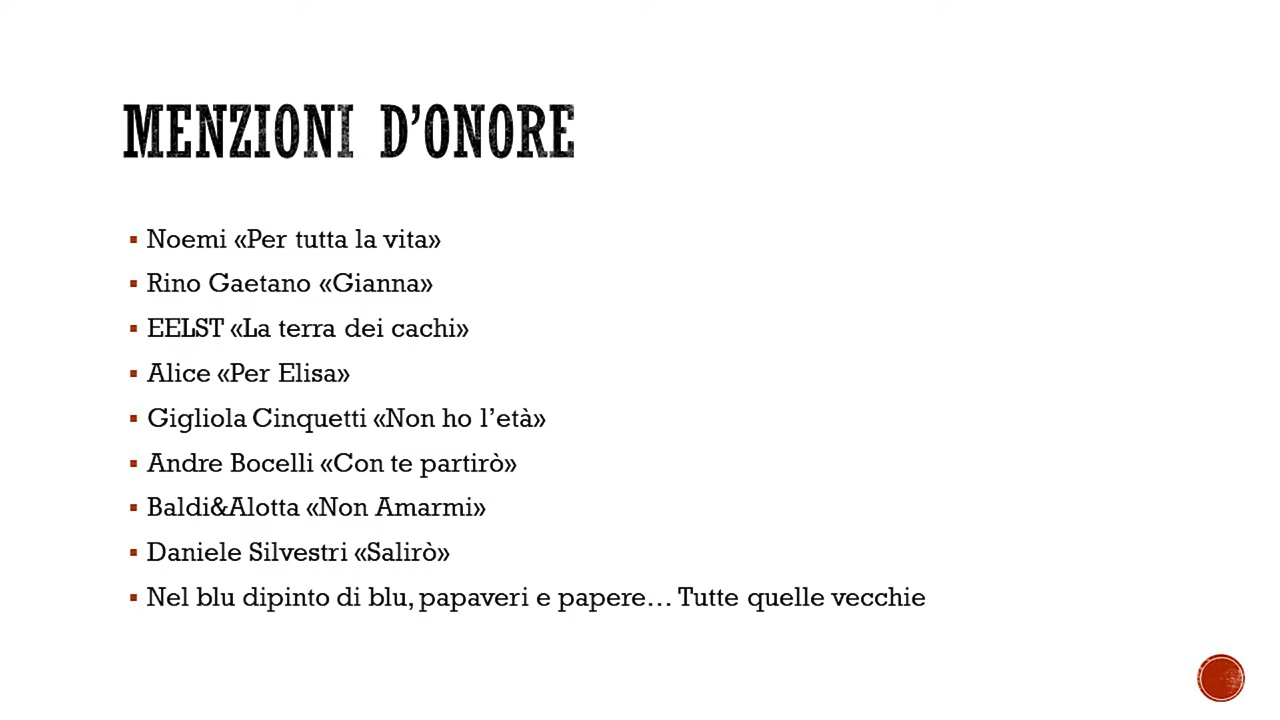 MENZIONI D’ONORE
Noemi «Per tutta la vita»
Rino Gaetano «Gianna»
EELST «La terra dei cachi»
Alice «Per Elisa»
Gigliola Cinquetti «Non ho l’età»
Andre Bocelli «Con te partirò»
Baldi&Alotta «Non Amarmi»
Daniele Silvestri «Salirò»
Nel blu dipinto di blu, papaveri e papere… Tutte quelle vecchie